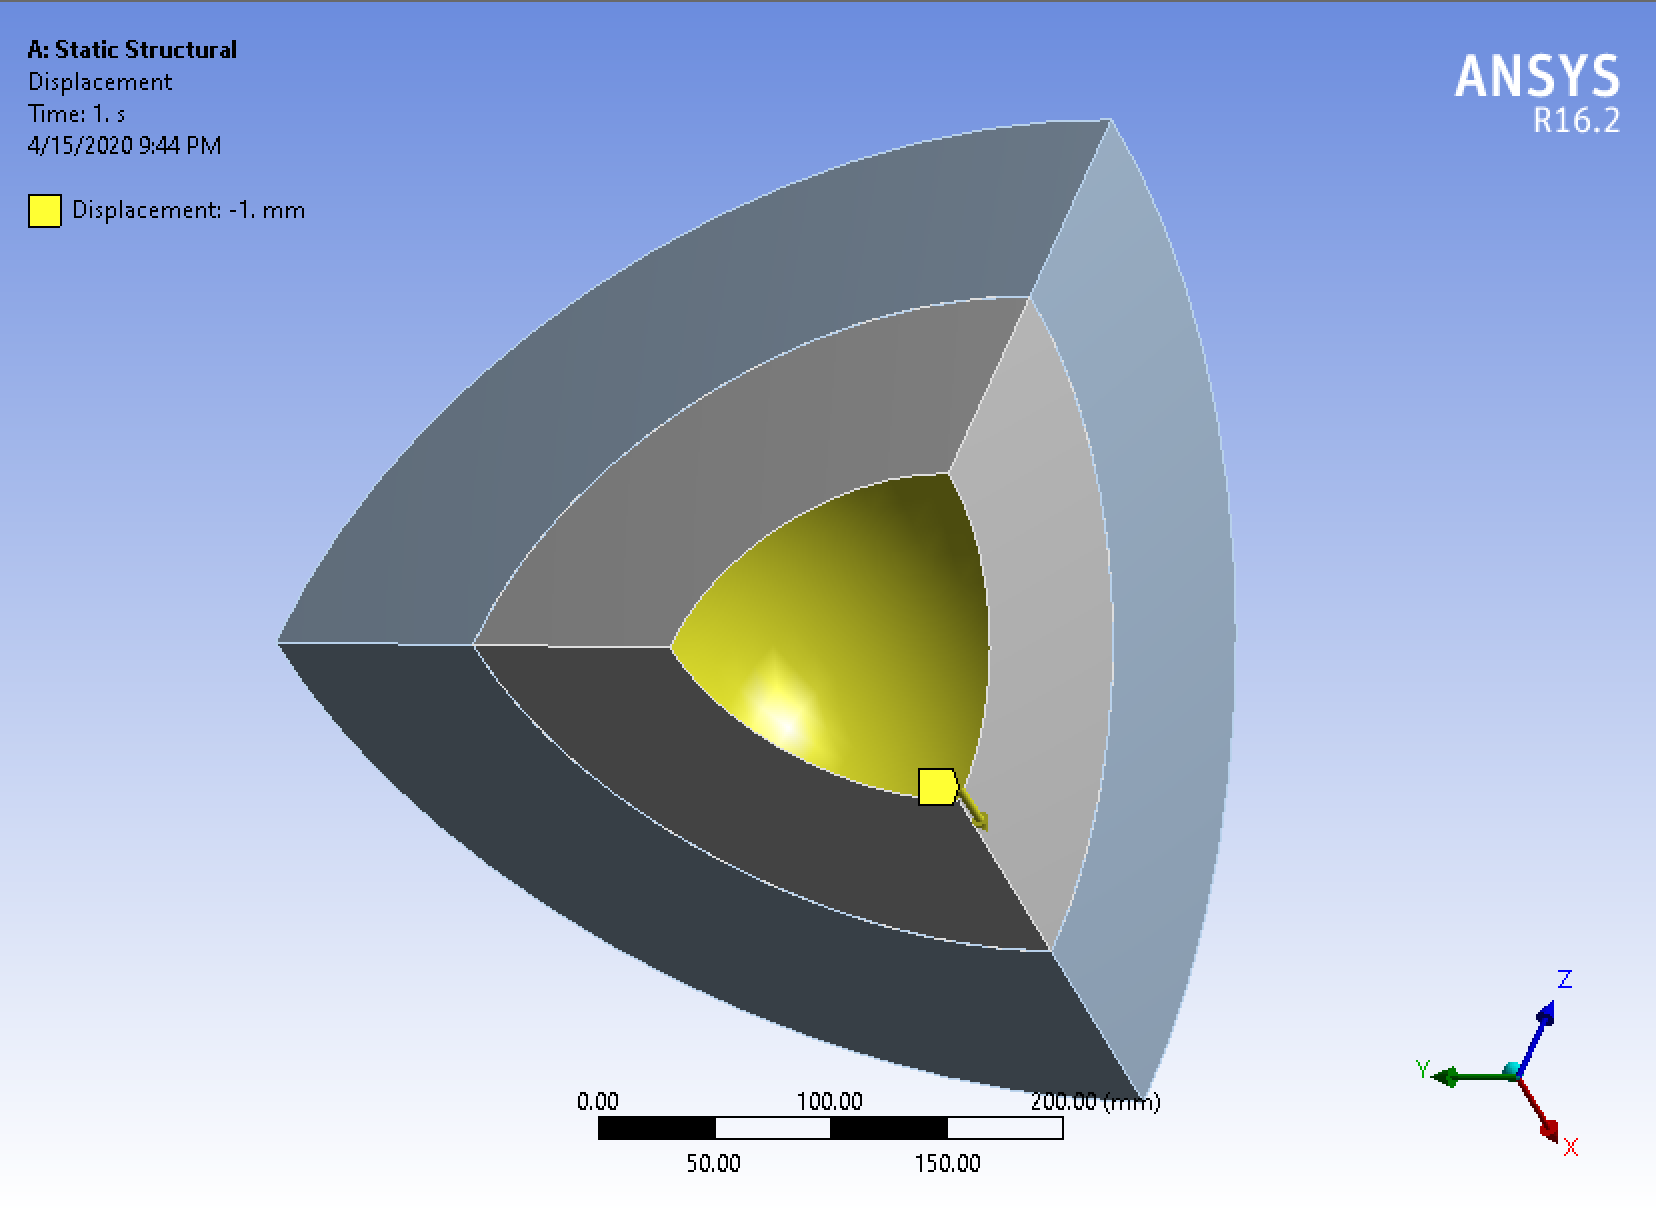 A: Static Structural
Displacement
Time: 1. s
4/15/2020 9:44 PM
Displacement: -1. mm
ANSYS
R16.2
Z
Y
X
0.00 100.00 200.00 (mm)
50.00 150.00